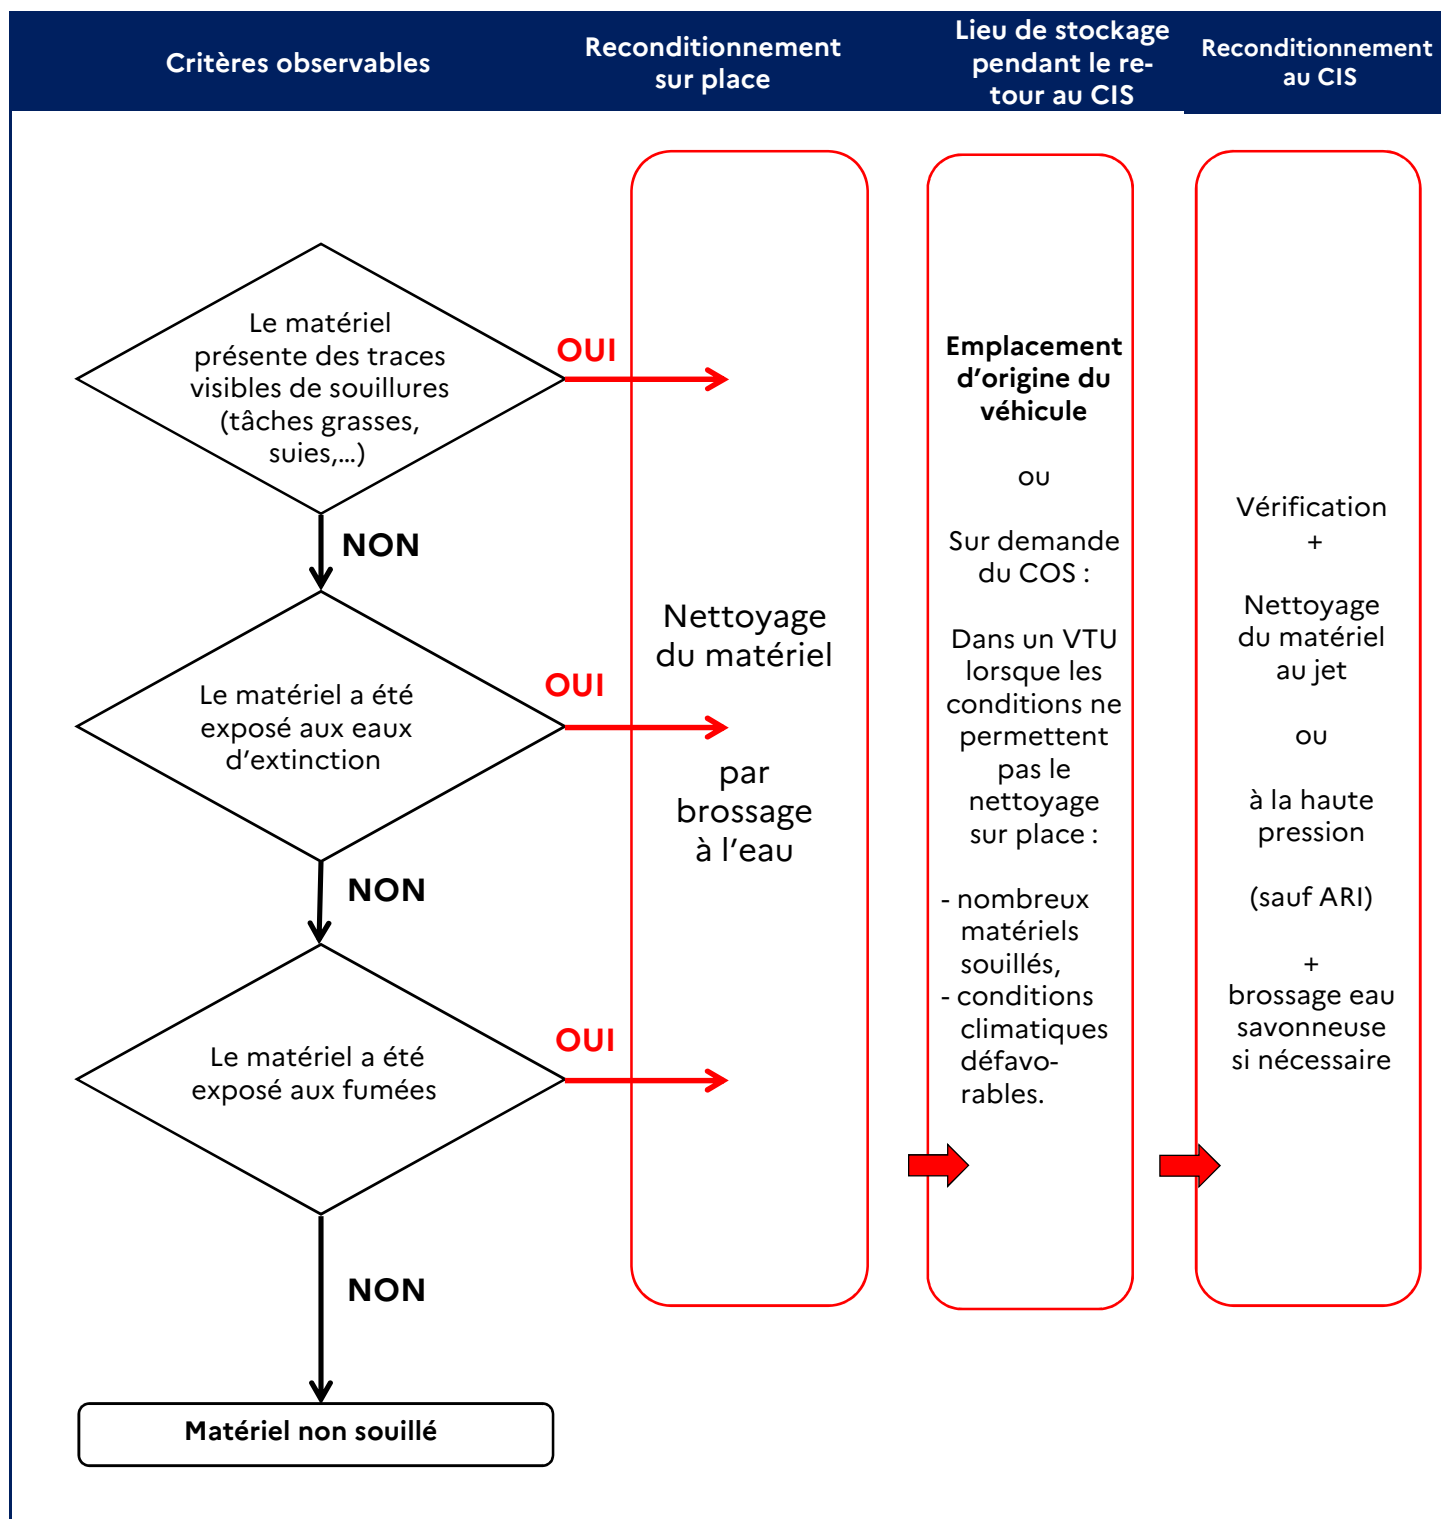 Critères observables
Reconditionnement
sur place
Lieu de stockage
pendant le re-
tour au CIS
Reconditionnement
au CIS
Le matériel
présente des traces
visibles de souillures
(tâches grasses,
suies,...)
OUI
NON
Le matériel a été
exposé aux eaux
d'extinction
OUI
NON
Le matériel a été
exposé aux fumées
OUI
NON
Matériel non souillé
Nettoyage
du matériel
par
brossage
à l'eau
Emplacement
d'origine du
véhicule
ou
Sur demande
du COS :
Dans un VTU
lorsque les
conditions ne
permettent
pas le
nettoyage
sur place :
- nombreux
matériels
souillés,
- conditions
climatiques
défavo-
rables.
Vérification
+
Nettoyage
du matériel
au jet
ou
à la haute
pression
(sauf ARI)
+
brossage eau
savonneuse
si nécessaire